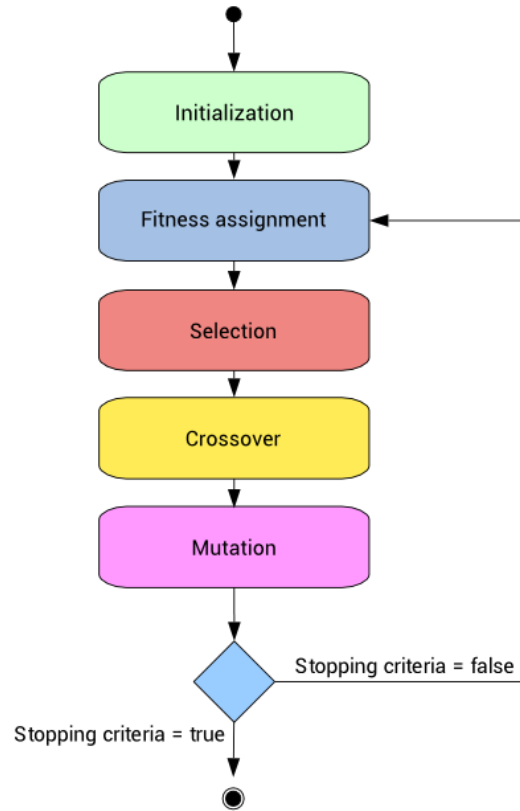 Initialization
Fitness assignment
Selection
Crossover
Mutation
Stopping criteria = false
Stopping criteria = true